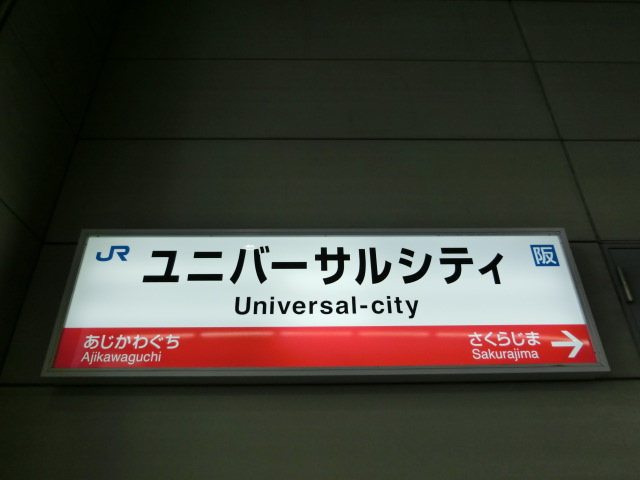 JR ユニバーサルシティ 阪
Universal-city
あじかわぐち さくらじま
Ajikawaguchi Sakurajima